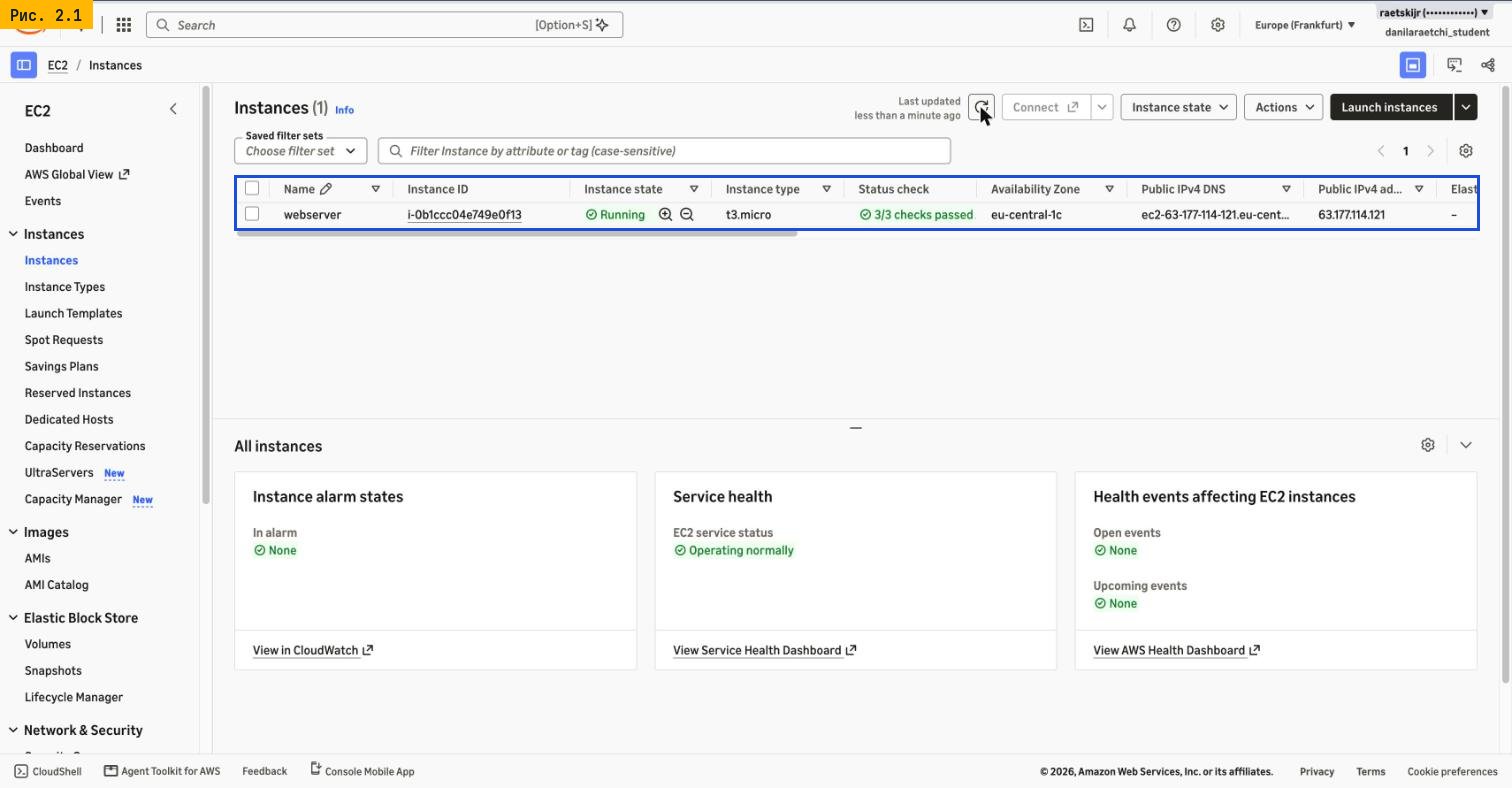 Рис. 2.1
Search [Option+S]
Europe (Frankfurt)
raetskijr (············)
danilaraetchi_student
EC2 / Instances
EC2
Dashboard
AWS Global View
Events
Instances
Instances
Instance Types
Launch Templates
Spot Requests
Savings Plans
Reserved Instances
Dedicated Hosts
Capacity Reservations
UltraServers New
Capacity Manager New
Images
AMIs
AMI Catalog
Elastic Block Store
Volumes
Snapshots
Lifecycle Manager
Network & Security
Instances (1) Info
Last updated
less than a minute ago
Connect
Instance state
Actions
Launch instances
Saved filter sets
Choose filter set
Filter Instance by attribute or tag (case-sensitive)
1
Name Instance ID Instance state Instance type Status check Availability Zone Public IPv4 DNS Public IPv4 ad... Elast
webserver i-0b1ccc04e749e0f13 Running t3.micro 3/3 checks passed eu-central-1c ec2-63-177-114-121.eu-cent... 63.177.114.121 –
All instances
Instance alarm states
In alarm
None
View in CloudWatch
Service health
EC2 service status
Operating normally
View Service Health Dashboard
Health events affecting EC2 instances
Open events
None
Upcoming events
None
View AWS Health Dashboard
CloudShell Agent Toolkit for AWS Feedback Console Mobile App
© 2026, Amazon Web Services, Inc. or its affiliates. Privacy Terms Cookie preferences